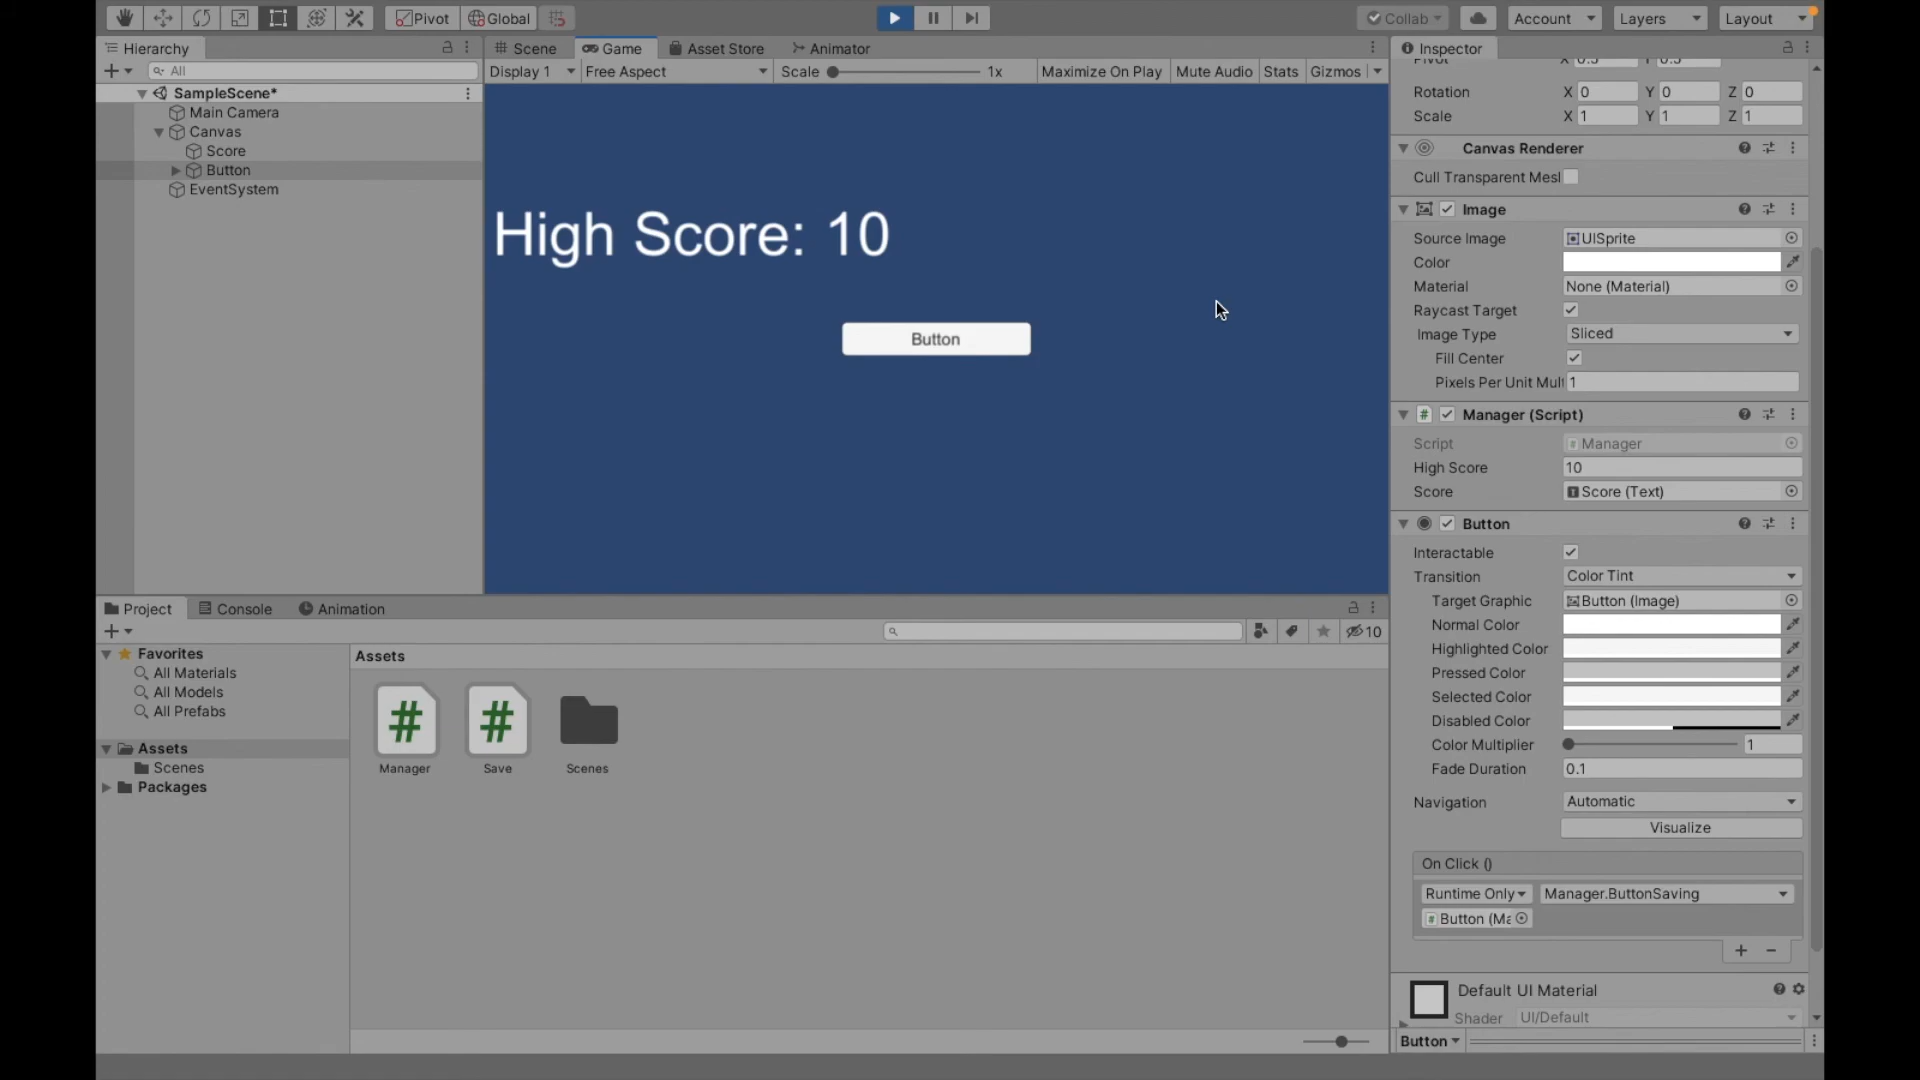 Pivot
Global
Collab
Account
Layers
Layout
Hierarchy
All
SampleScene*
Main Camera
Canvas
Score
Button
EventSystem
Scene
Game
Asset Store
Animator
Display 1
Free Aspect
Scale
1x
Maximize On Play
Mute Audio
Stats
Gizmos
High Score: 10
Button
Project
Console
Animation
10
Favorites
All Materials
All Models
All Prefabs
Assets
Scenes
Packages
Assets
Manager
Save
Scenes
Inspector
Pivot X 0.5 Y 0.5
Rotation X 0 Y 0 Z 0
Scale X 1 Y 1 Z 1
Canvas Renderer
Cull Transparent Mesl
Image
Source Image UISprite
Color
Material None (Material)
Raycast Target
Image Type Sliced
Fill Center
Pixels Per Unit Mul 1
# Manager (Script)
Script # Manager
High Score 10
Score Score (Text)
Button
Interactable
Transition Color Tint
Target Graphic Button (Image)
Normal Color
Highlighted Color
Pressed Color
Selected Color
Disabled Color
Color Multiplier 1
Fade Duration 0.1
Navigation Automatic
Visualize
On Click ()
Runtime Only Manager.ButtonSaving
# Button (Ma
Default UI Material
Shader UI/Default
Button